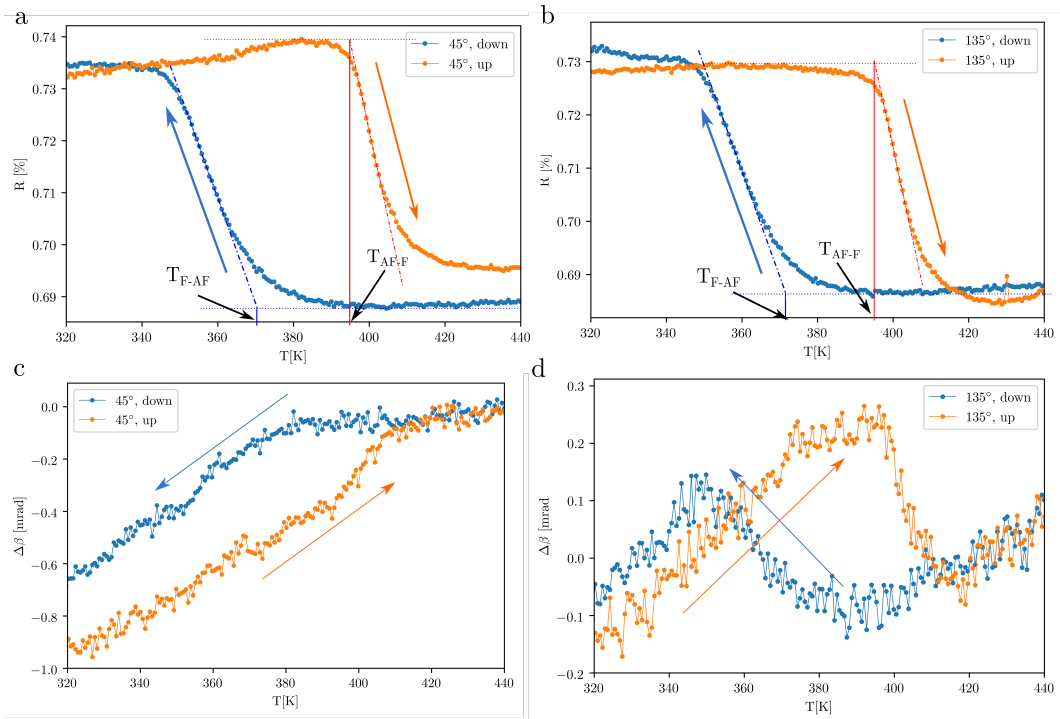 a
0.74
0.73
0.72
0.71
0.70
0.69
R [%]
45°, down
45°, up
T_F-AF
T_AF-F
320
340
360
380
400
420
440
T[K]
b
0.73
0.72
0.71
0.70
0.69
R [%]
135°, down
135°, up
T_F-AF
T_AF-F
320
340
360
380
400
420
440
T[K]
c
0.0
−0.2
−0.4
−0.6
−0.8
−1.0
Δβ [mrad]
45°, down
45°, up
320
340
360
380
400
420
440
T[K]
d
0.3
0.2
0.1
0.0
−0.1
−0.2
Δβ [mrad
135°, down
135°, up
320
340
360
380
400
420
440
T[K]